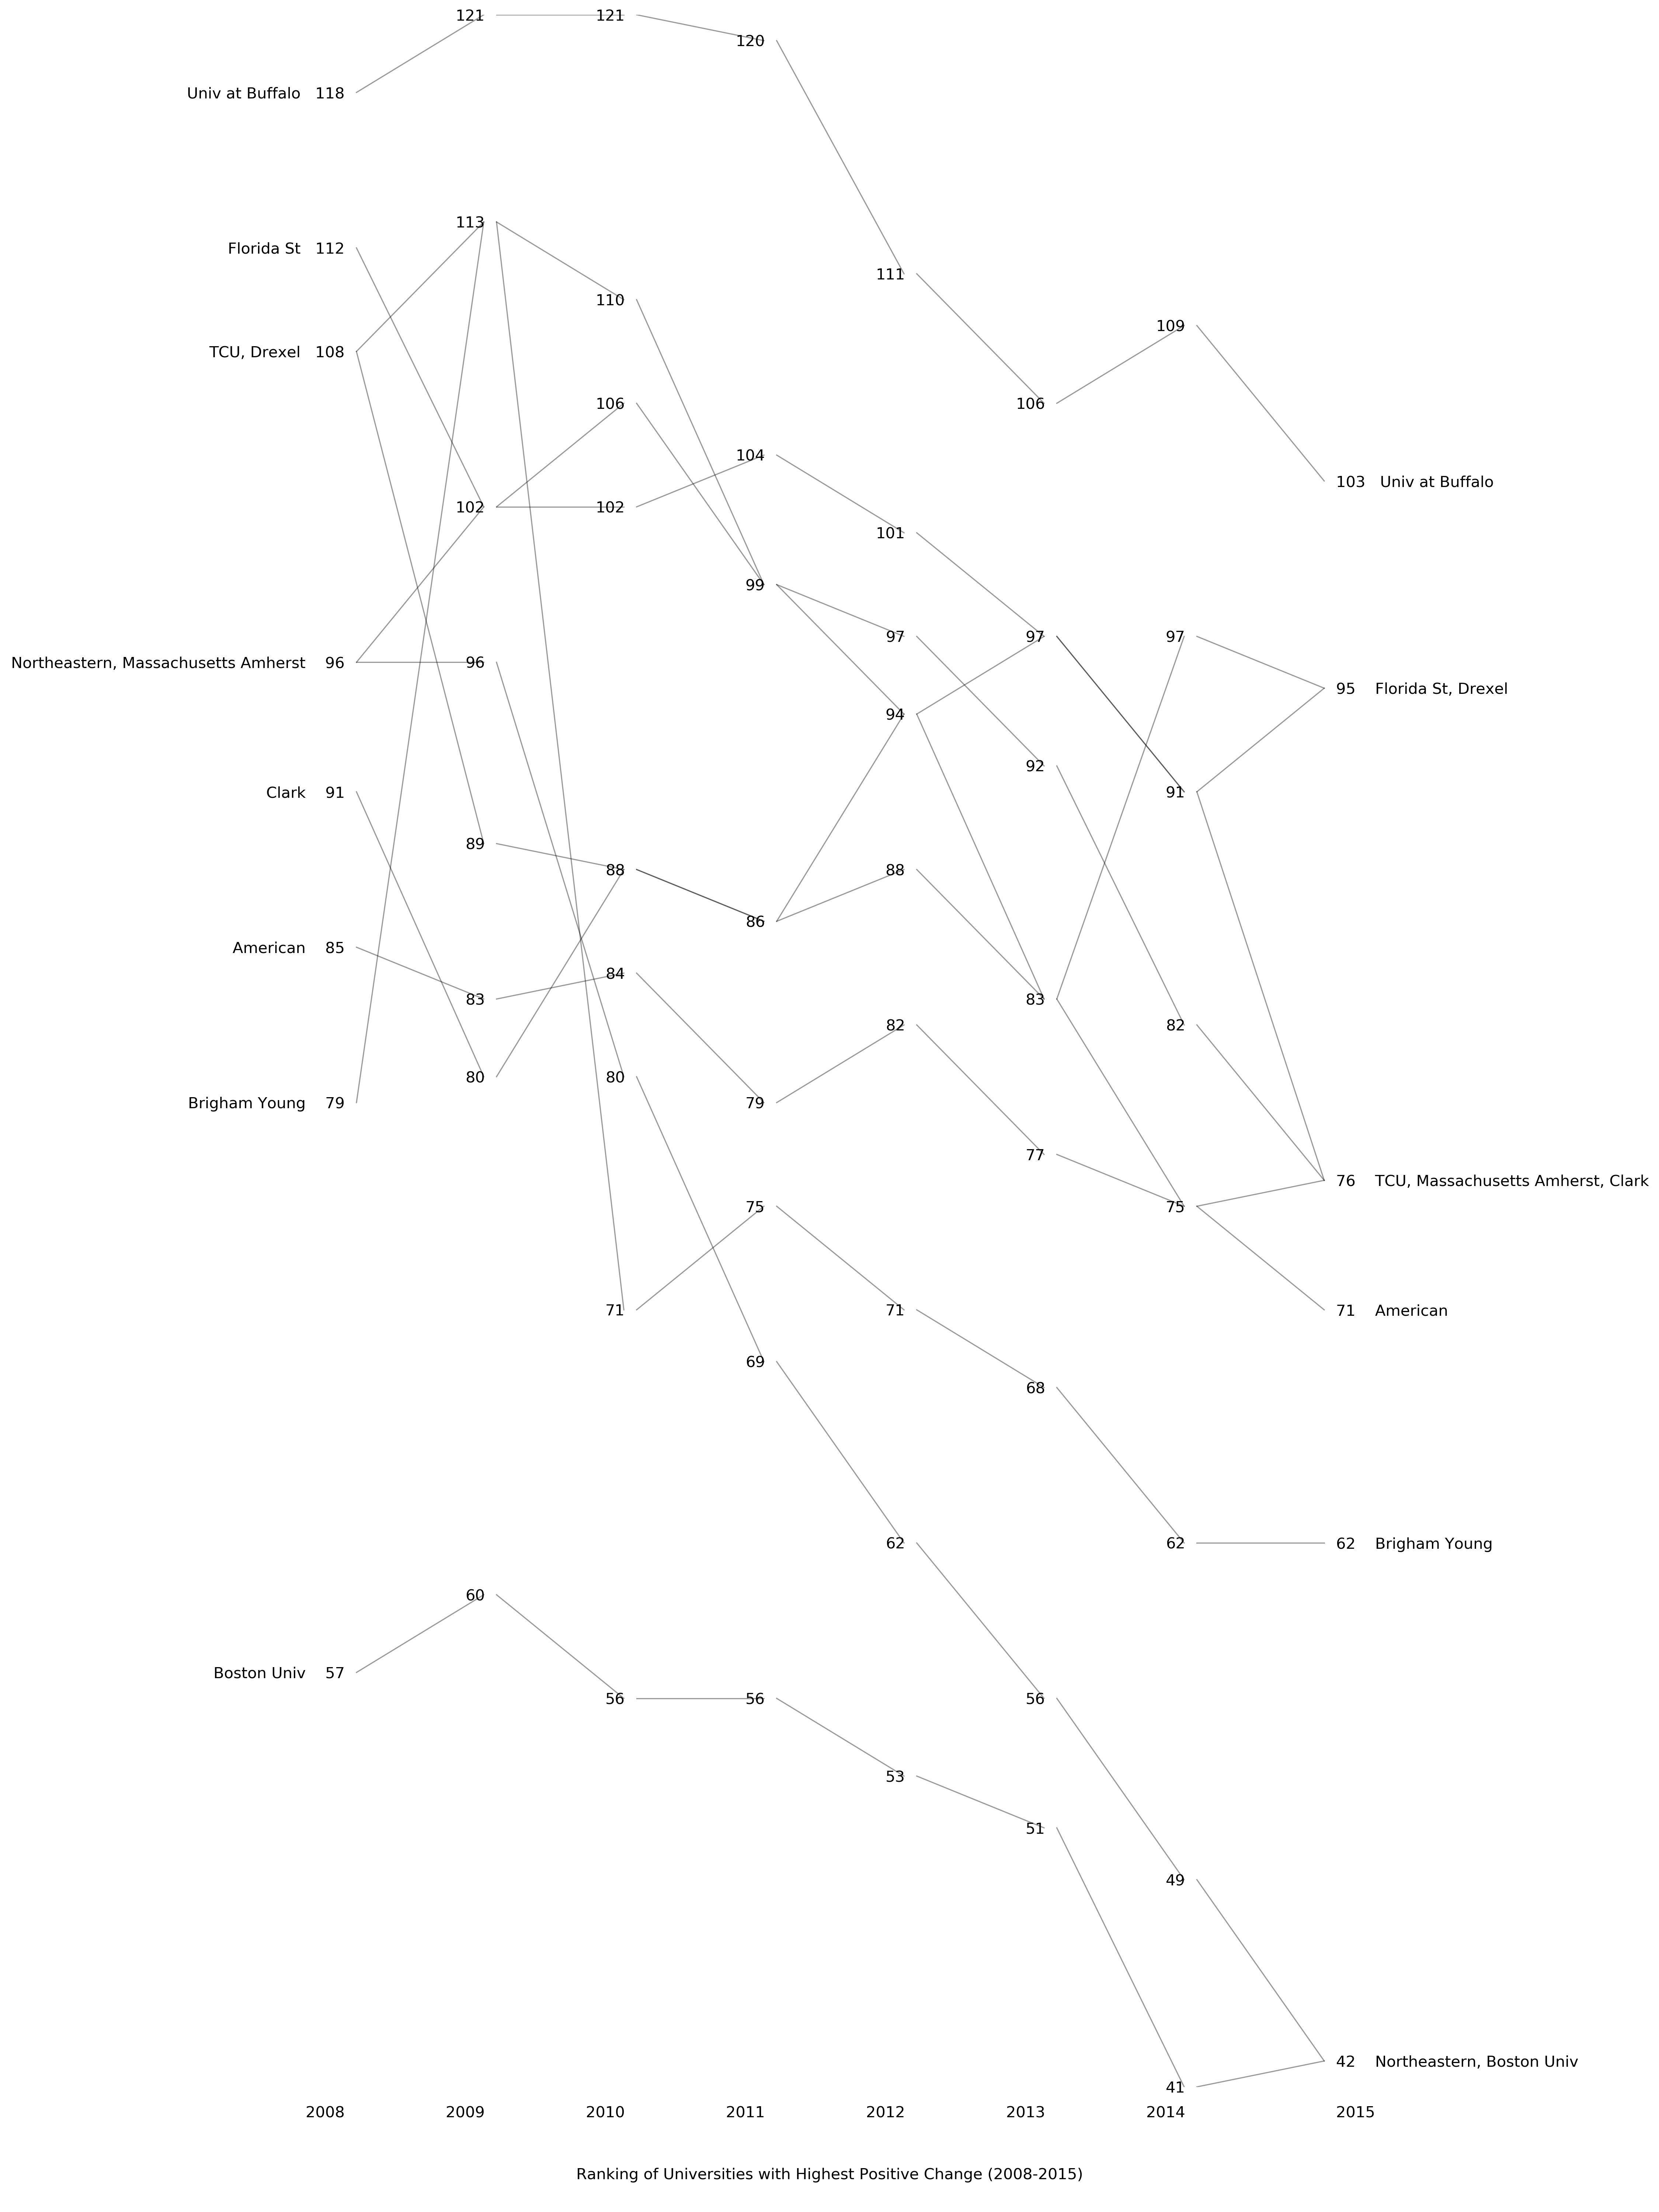 121 121
120
Univ at Buffalo 118
113
Florida St 112
111
110
109
TCU, Drexel 108
106 106
104
103 Univ at Buffalo
102 102
101
99
97 97 97
Northeastern, Massachusetts Amherst 96 96
95 Florida St, Drexel
94
92
Clark 91 91
89
88 88
86
American 85
84
83 83
82 82
80 80
Brigham Young 79 79
77
76 TCU, Massachusetts Amherst, Clark
75 75
71 71 71 American
69
68
62 62 62 Brigham Young
60
Boston Univ 57
56 56 56
53
51
49
42 Northeastern, Boston Univ
41
2008 2009 2010 2011 2012 2013 2014 2015
Ranking of Universities with Highest Positive Change (2008-2015)